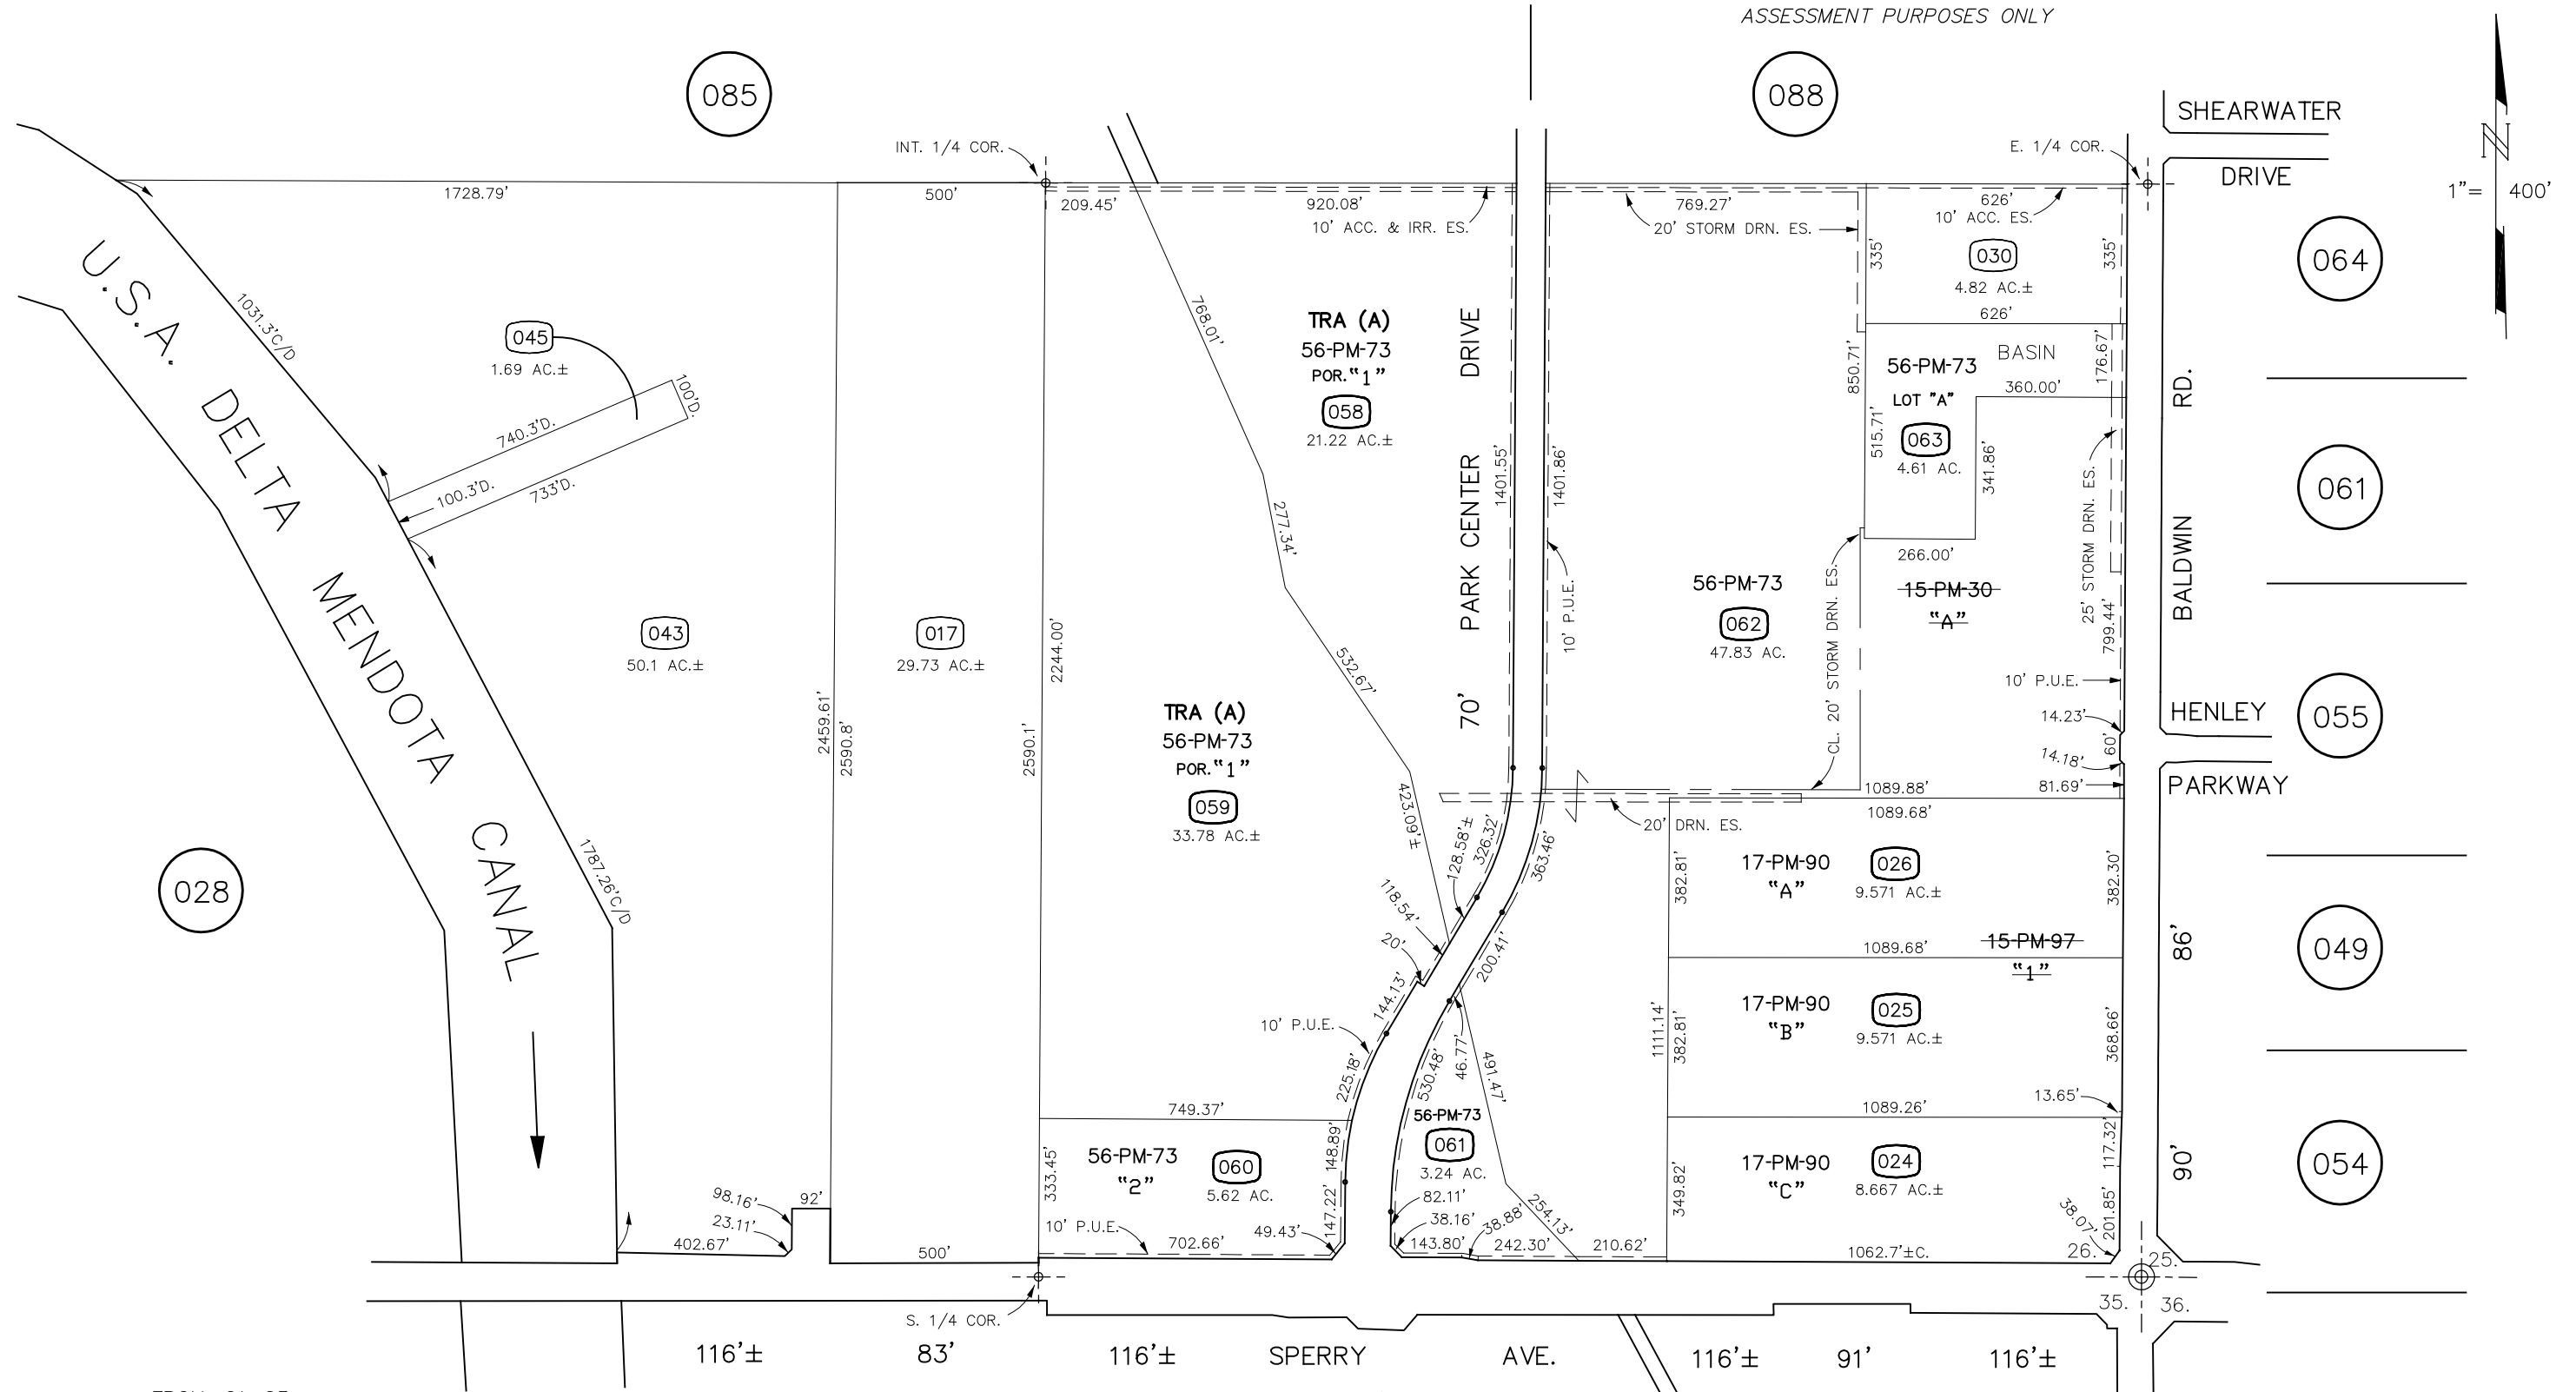 ASSESSMENT PURPOSES ONLY
085
088
SHEARWATER
DRIVE
INT. 1/4 COR.
E. 1/4 COR.
N
1"= 400'
1728.79'
500'
209.45'
920.08'
10' ACC. & IRR. ES.
769.27'
20' STORM DRN. ES.
626'
10' ACC. ES.
335'
030
4.82 AC.±
335'
626'
064
U.S.A. DELTA MENDOTA CANAL
1031.3'C/D
045
1.69 AC.±
740.3'D.
100'D.
100.3'D.
733'D.
768.01'
TRA (A)
56-PM-73
POR."1"
058
21.22 AC.±
70' PARK CENTER DRIVE
1401.55'
1401.86'
10' P.U.E.
850.71'
BASIN
56-PM-73
LOT "A"
063
4.61 AC.
176.67'
360.00'
515.71'
341.86'
266.00'
25' STORM DRN. ES.
799.44'
BALDWIN RD.
061
277.34'
532.67'
423.09'±
043
50.1 AC.±
017
29.73 AC.±
2459.61'
2590.8'
2244.00'
2590.1'
56-PM-73
062
47.83 AC.
CL. 20' STORM DRN. ES.
15-PM-30
"A"
10' P.U.E.
14.23'
60'
14.18'
81.69'
HENLEY
PARKWAY
055
TRA (A)
56-PM-73
POR."1"
059
33.78 AC.±
1089.88'
1089.68'
20' DRN. ES.
128.58'±
326.32'
363.46'
118.54'
20'
144.13'
200.41'
028
1787.26'C/D
382.81'
17-PM-90
"A"
026
9.571 AC.±
382.30'
1089.68'
15-PM-97
"1"
86'
049
17-PM-90
"B"
025
9.571 AC.±
1111.14'
382.81'
368.66'
13.65'
1089.26'
10' P.U.E.
225.18'
530.48'
46.77'
491.47'
749.37'
333.45'
56-PM-73
"2"
060
5.62 AC.
148.89'
147.22'
56-PM-73
061
3.24 AC.
82.11'
38.16'
38.88'
254.13'
349.82'
17-PM-90
"C"
024
8.667 AC.±
117.32'
201.85'
38.07'
90'
054
98.16'
92'
23.11'
402.67'
500'
10' P.U.E.
702.66'
49.43'
143.80'
242.30'
210.62'
1062.7'±C.
26.
25.
35.
36.
S. 1/4 COR.
116'±
83'
116'±
SPERRY
AVE.
116'±
91'
116'±